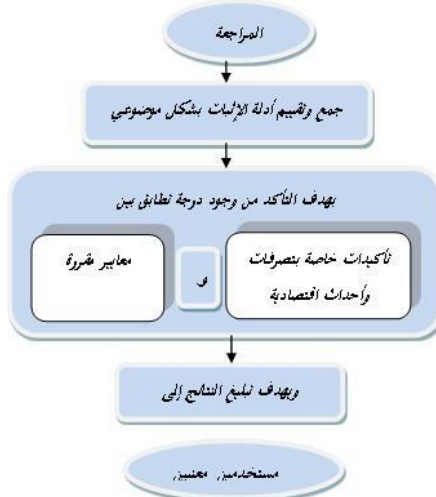 المراجعة
جمع وتقييم أدلة الإثبات بشكل موضوعي
بهدف التأكد من وجود درجة تطابق بين
تأكيدات خاصة بتصرفات
وأحداث اقتصادية
و
معايير مقررة
وبهدف تبليغ النتائج إلى
مستخدمين معنيين